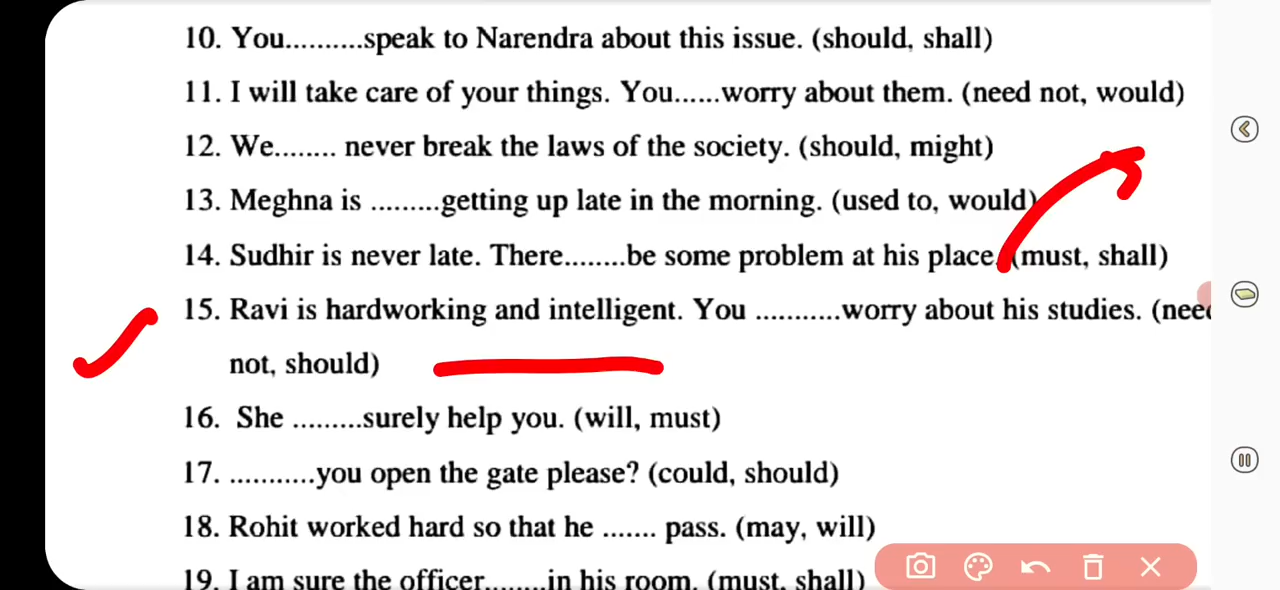 10. You..........speak to Narendra about this issue. (should, shall)
11. I will take care of your things. You......worry about them. (need not, would)
12. We........ never break the laws of the society. (should, might)
13. Meghna is .........getting up late in the morning. (used to, would)
14. Sudhir is never late. There........be some problem at his place. (must, shall)
15. Ravi is hardworking and intelligent. You ...........worry about his studies. (need
not, should)
16. She .........surely help you. (will, must)
17. ...........you open the gate please? (could, should)
18. Rohit worked hard so that he ....... pass. (may, will)
19. I am sure the officer........in his room. (must, shall)